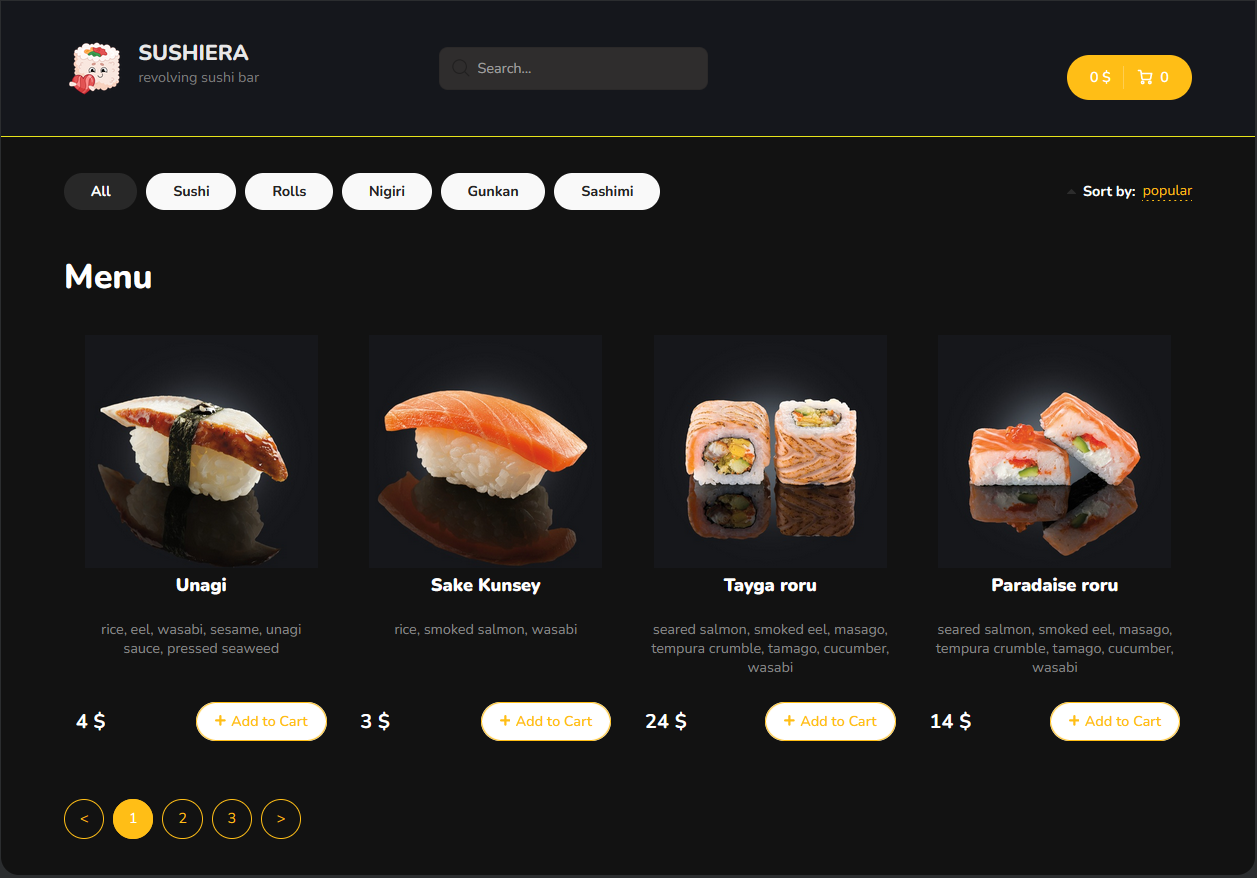 SUSHIERA
revolving sushi bar
Search...
0 $ 0
All Sushi Rolls Nigiri Gunkan Sashimi
Sort by: popular
Menu
Unagi
rice, eel, wasabi, sesame, unagi
sauce, pressed seaweed
4 $ + Add to Cart
Sake Kunsey
rice, smoked salmon, wasabi
3 $ + Add to Cart
Tayga roru
seared salmon, smoked eel, masago,
tempura crumble, tamago, cucumber,
wasabi
24 $ + Add to Cart
Paradaise roru
seared salmon, smoked eel, masago,
tempura crumble, tamago, cucumber,
wasabi
14 $ + Add to Cart
< 1 2 3 >